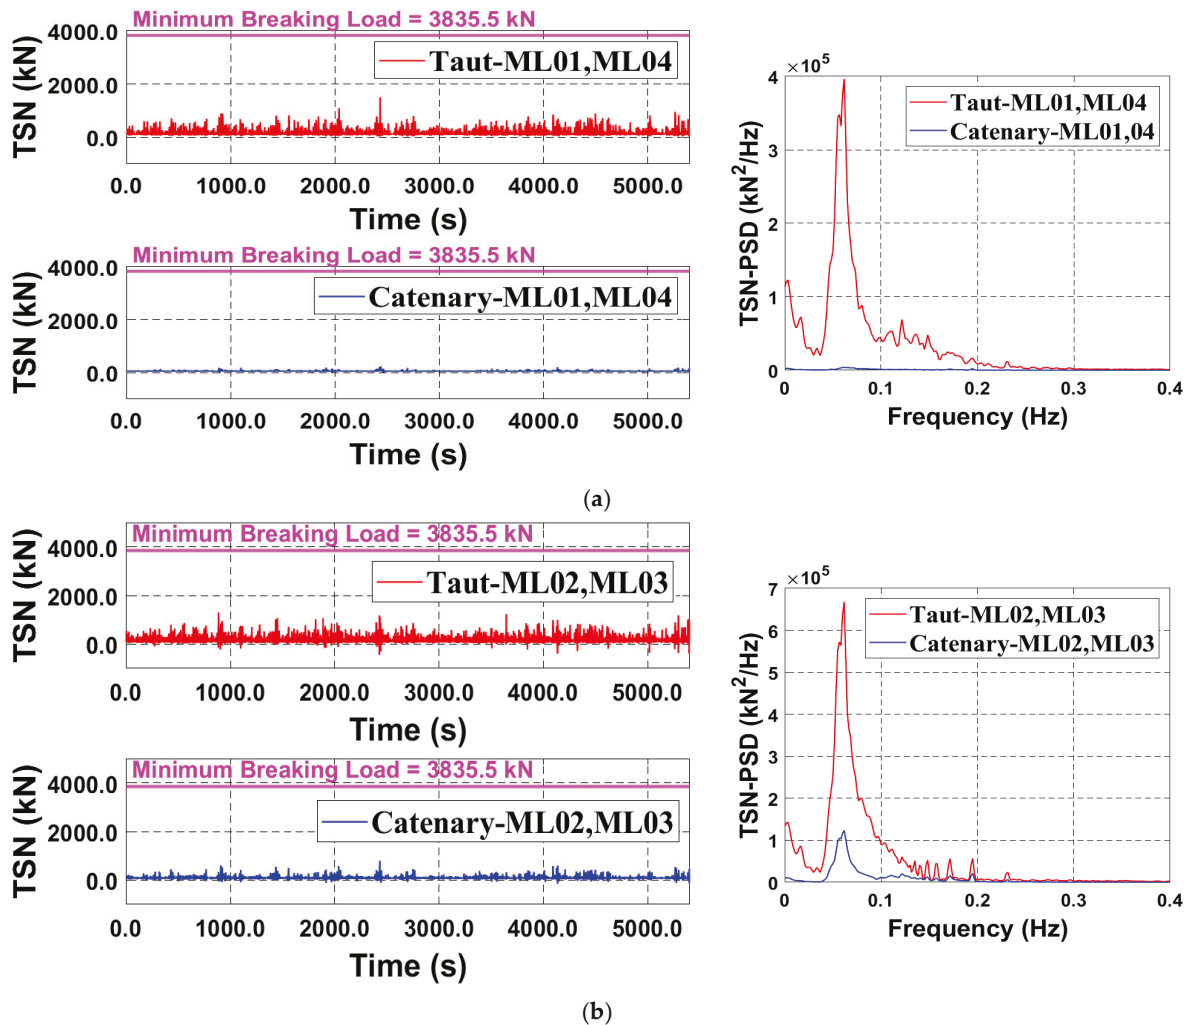 Minimum Breaking Load = 3835.5 kN
4000.0
2000.0
0.0
TSN (kN)
Taut-ML01,ML04
0.0 1000.0 2000.0 3000.0 4000.0 5000.0
Time (s)
Minimum Breaking Load = 3835.5 kN
4000.0
2000.0
0.0
TSN (kN)
Catenary-ML01,ML04
0.0 1000.0 2000.0 3000.0 4000.0 5000.0
Time (s)
×10^5
4
3
2
1
0
TSN-PSD (kN²/Hz)
Taut-ML01,ML04
Catenary-ML01,04
0 0.1 0.2 0.3 0.4
Frequency (Hz)
(a)
Minimum Breaking Load = 3835.5 kN
4000.0
2000.0
0.0
TSN (kN)
Taut-ML02,ML03
0.0 1000.0 2000.0 3000.0 4000.0 5000.0
Time (s)
Minimum Breaking Load = 3835.5 kN
4000.0
2000.0
0.0
TSN (kN)
Catenary-ML02,ML03
0.0 1000.0 2000.0 3000.0 4000.0 5000.0
Time (s)
×10^5
7
6
5
4
3
2
1
0
TSN-PSD (kN²/Hz)
Taut-ML02,ML03
Catenary-ML02,ML03
0 0.1 0.2 0.3 0.4
Frequency (Hz)
(b)